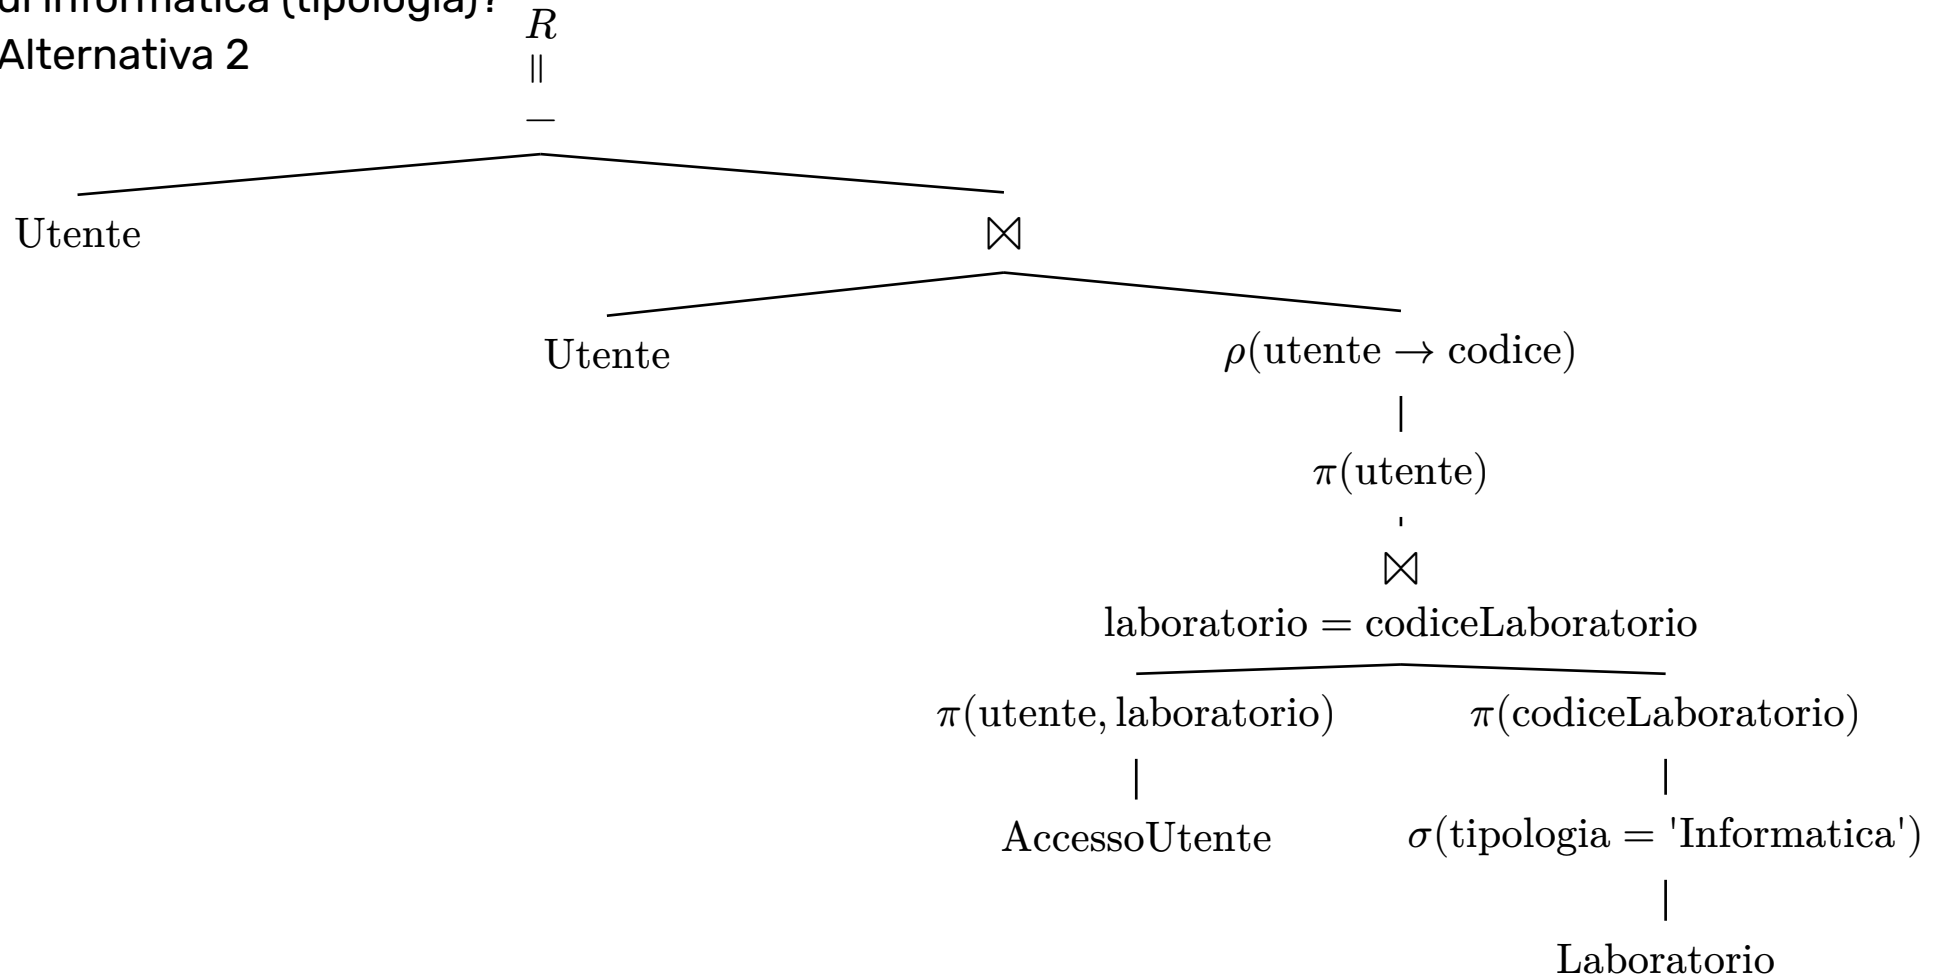 di Informatica (tipologia)?
Alternativa 2
R
=
−
Utente
⋈
Utente
ρ(utente → codice)
π(utente)
⋈
laboratorio = codiceLaboratorio
π(utente, laboratorio) π(codiceLaboratorio)
AccessoUtente σ(tipologia = 'Informatica')
Laboratorio